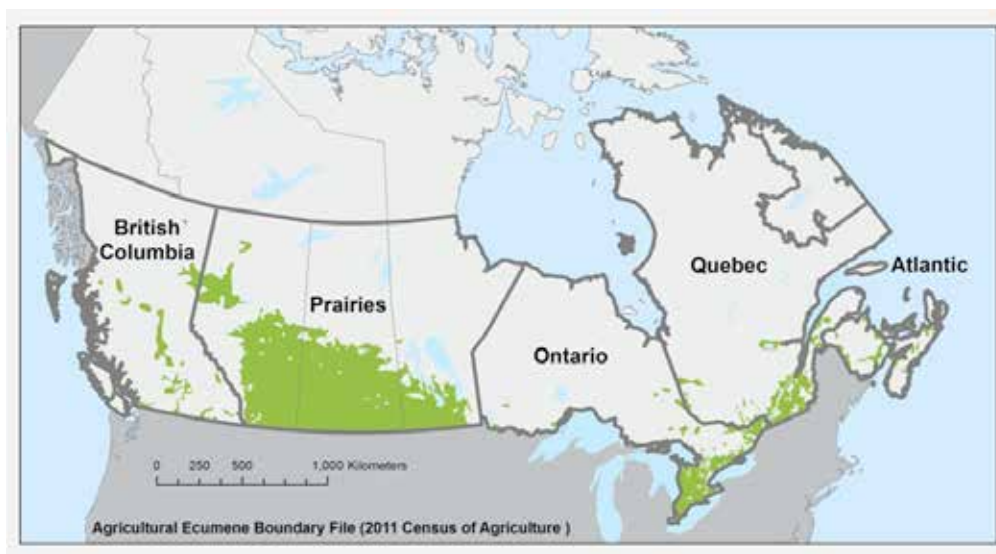 British
Columbia
Prairies
Ontario
Quebec
Atlantic
0 250 500 1,000 Kilometers
Agricultural Ecumene Boundary File (2011 Census of Agriculture )